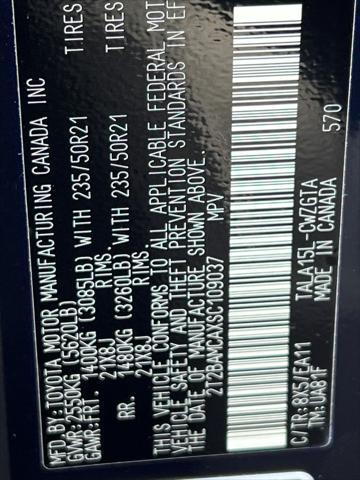 MFD.BY:TOYOTA MOTOR MANUFACTURING CANADA INC
GVWR:2550KG (5620LB)
GAWR:FRT. 1400KG (3085LB) WITH 235/50R21 TIRES
21X8J RIMS.
RR. 1480KG (3260LB) WITH 235/50R21 TIRES
21X8J RIMS.
THIS VEHICLE CONFORMS TO ALL APPLICABLE FEDERAL MOT
VEHICLE SAFETY AND THEFT PREVENTION STANDARDS IN EF
THE DATE OF MANUFACTURE SHOWN ABOVE.
2T2BAMCAXSC109037 MPV
C/TR:8X5/EA11 TALA15L-CWZGTA
TM:UA81F MADE IN CANADA 570